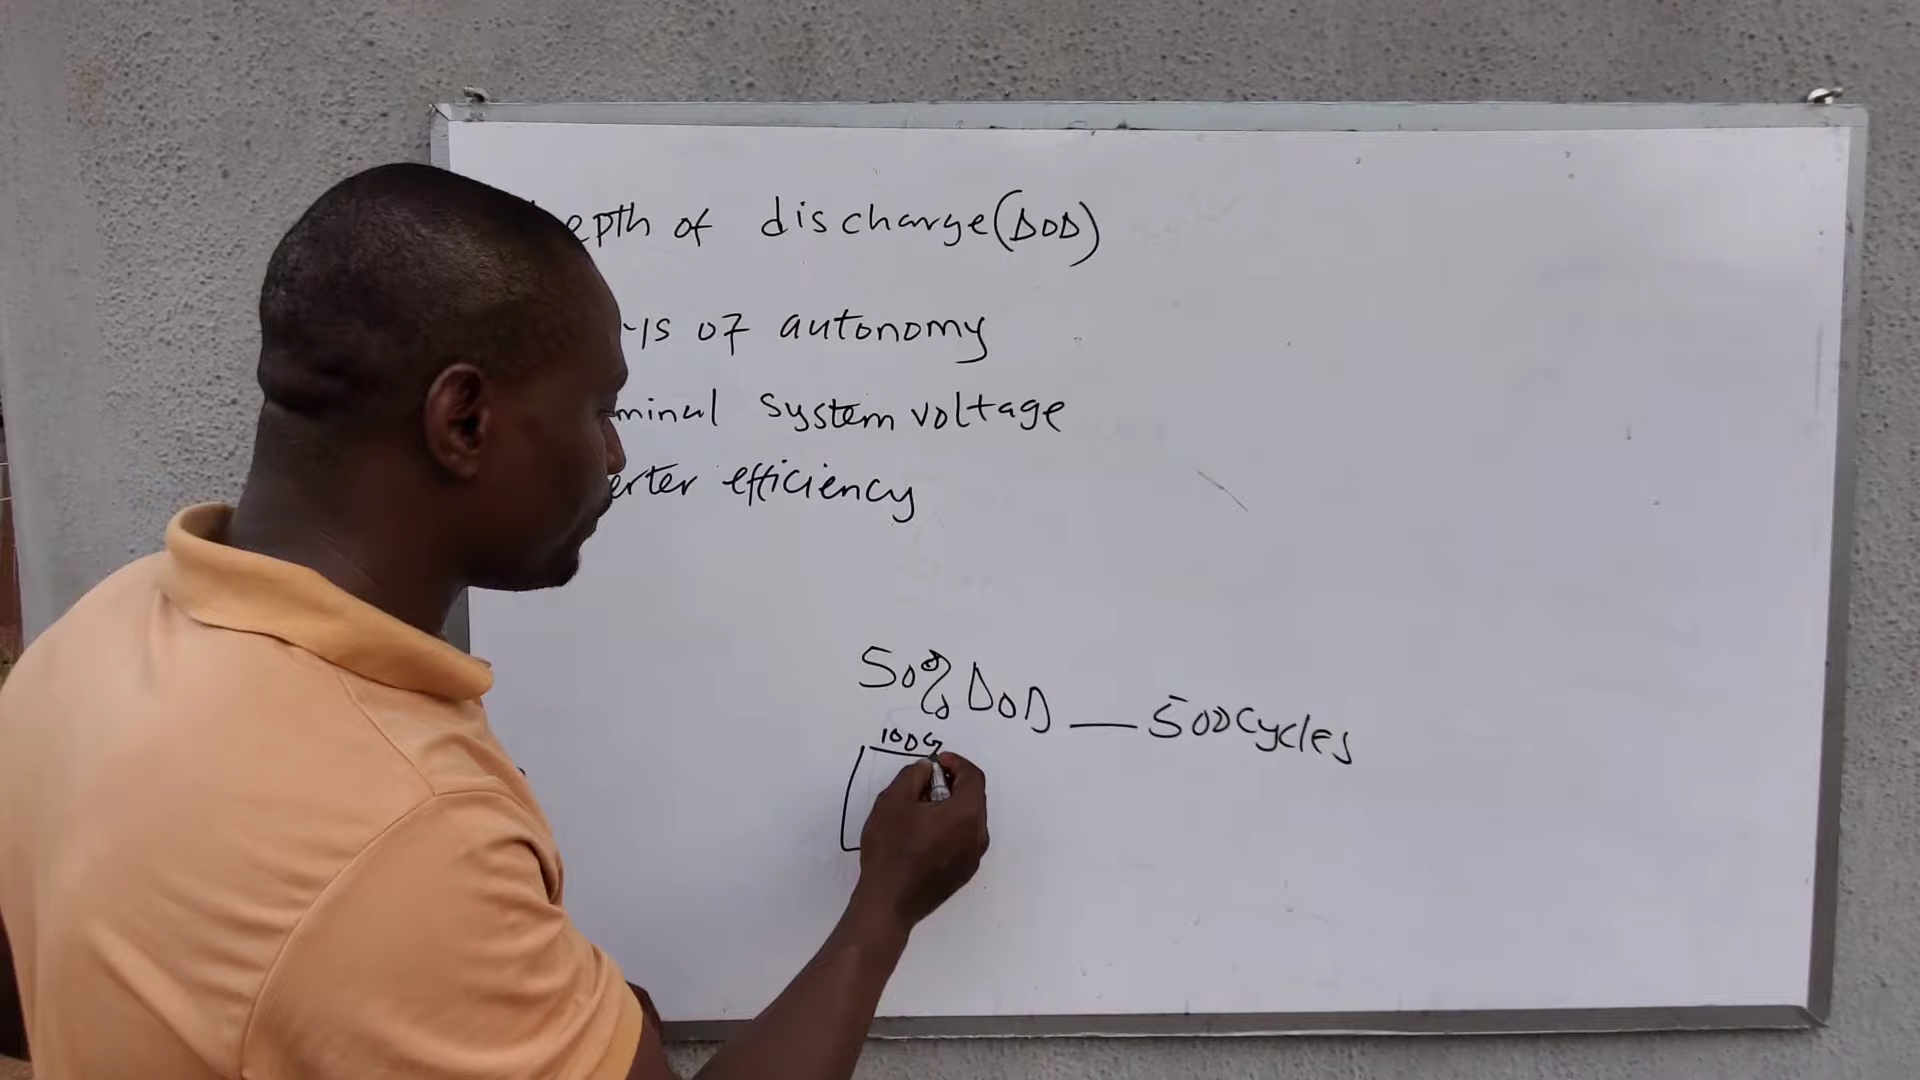 epth of discharge(DOD)
ys of autonomy
minal system voltage
erter efficiency
50% DOD — 500cycles
100